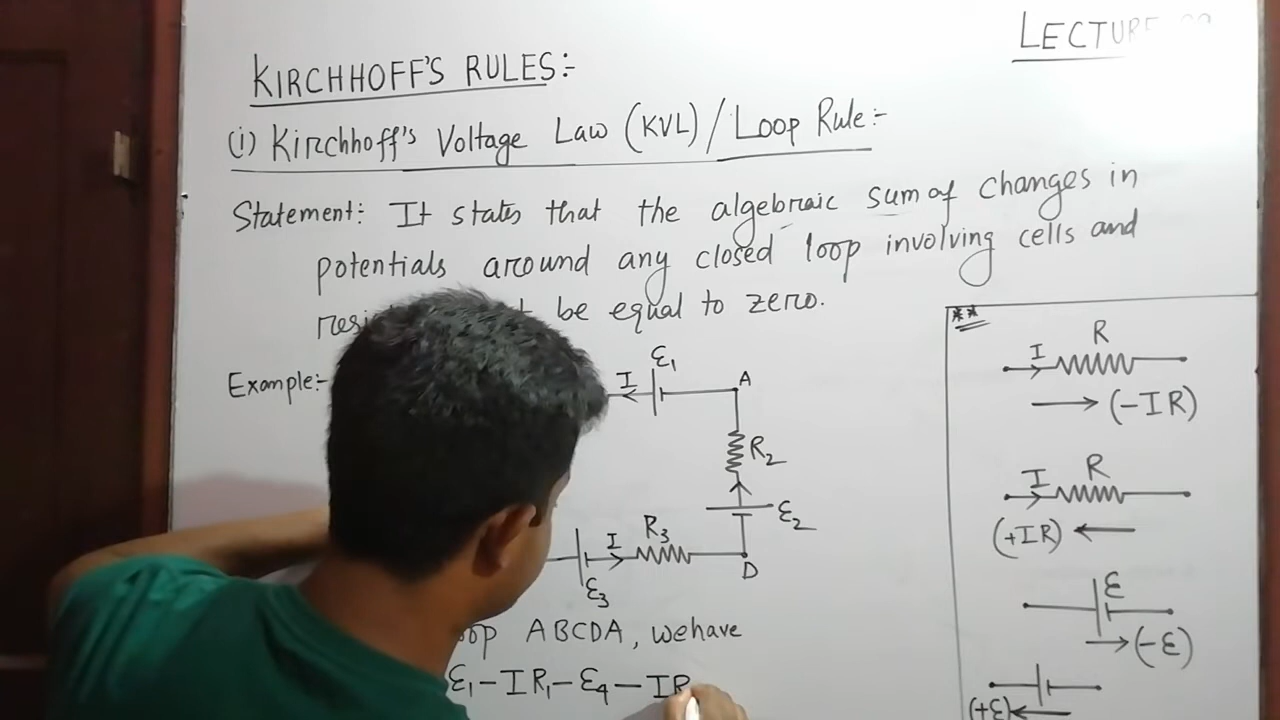 LECTURE
KIRCHHOFF'S RULES:-
(i) Kirchhoff's Voltage Law (KVL) / Loop Rule:-
Statement: It states that the algebraic sum of changes in
potentials around any closed loop involving cells and
be equal to zero.
**
Example:-
ε1
I
A
R2
ε2
R3
I
ε3
D
R
I
(-IR)
R
I
(+IR)
ε
(-ε)
(+ε)
ABCDA, we have
ε1 - IR1 - ε4 - IR